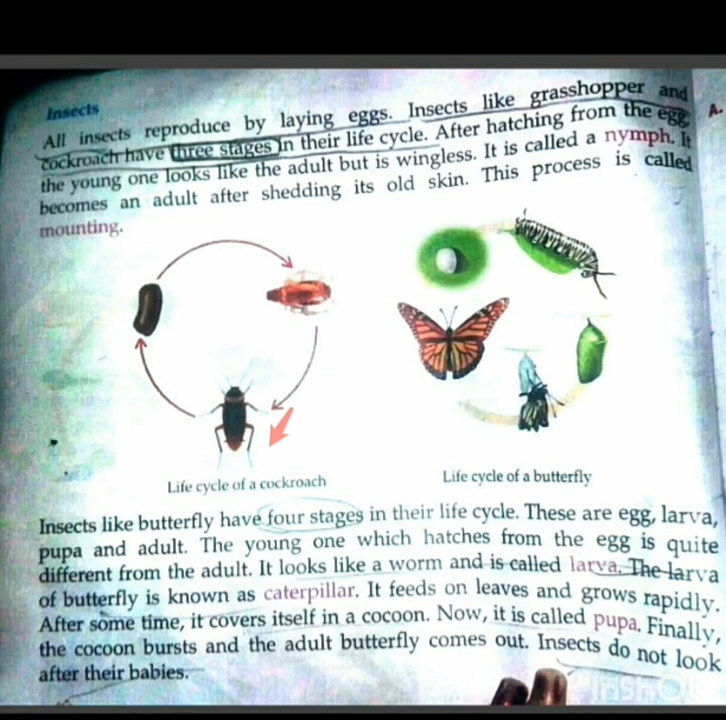 Insects
All insects reproduce by laying eggs. Insects like grasshopper and
cockroach have three stages in their life cycle. After hatching from the egg,
the young one looks like the adult but is wingless. It is called a nymph. It
becomes an adult after shedding its old skin. This process is called
mounting.
Life cycle of a cockroach
Life cycle of a butterfly
Insects like butterfly have four stages in their life cycle. These are egg, larva,
pupa and adult. The young one which hatches from the egg is quite
different from the adult. It looks like a worm and is called larva. The larva
of butterfly is known as caterpillar. It feeds on leaves and grows rapidly.
After some time, it covers itself in a cocoon. Now, it is called pupa. Finally,
the cocoon bursts and the adult butterfly comes out. Insects do not look
after their babies.